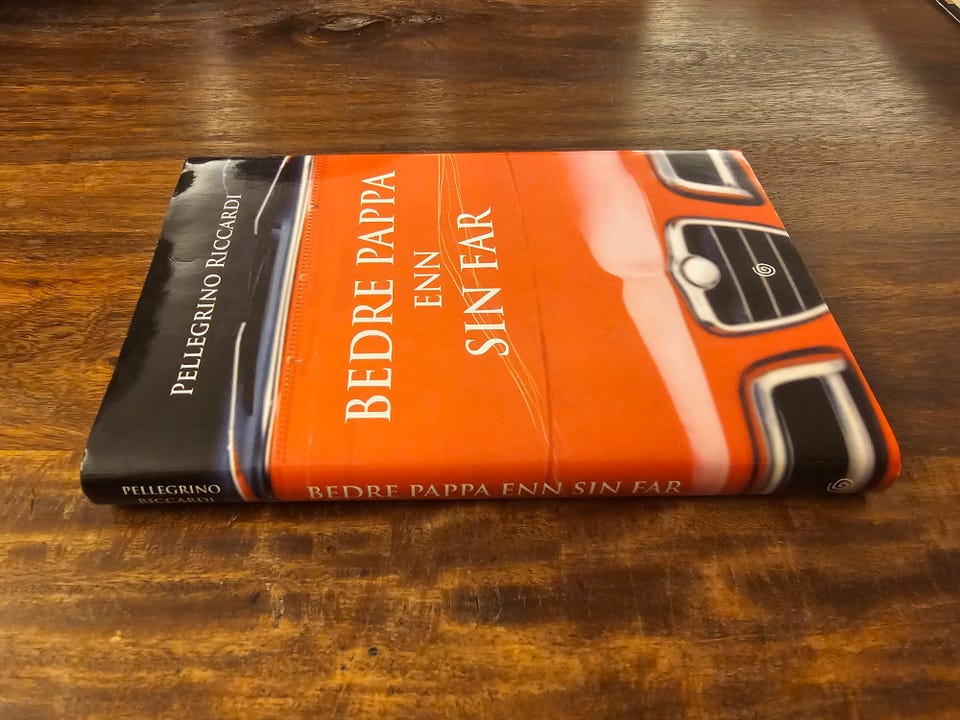 PELLEGRINO RICCARDI
BEDRE PAPPA
ENN
SIN FAR
PELLEGRINO
RICCARDI
BEDRE PAPPA ENN SIN FAR